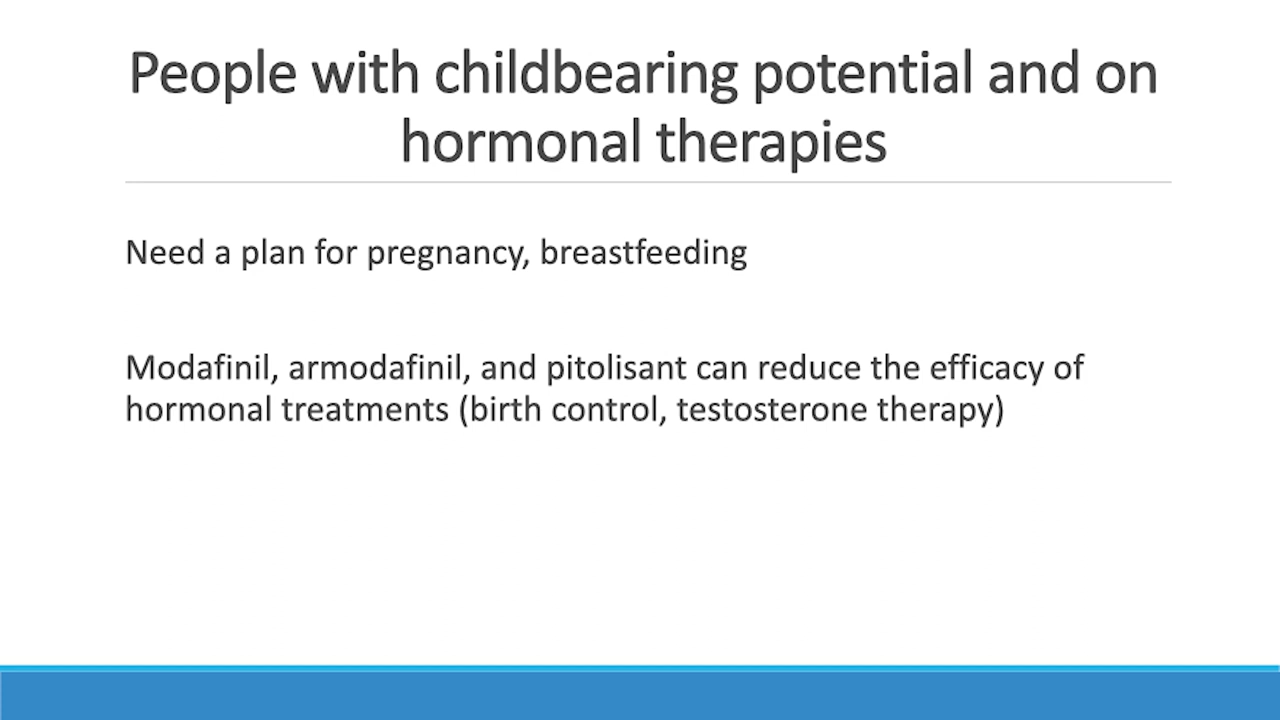 People with childbearing potential and on
hormonal therapies
Need a plan for pregnancy, breastfeeding
Modafinil, armodafinil, and pitolisant can reduce the efficacy of
hormonal treatments (birth control, testosterone therapy)